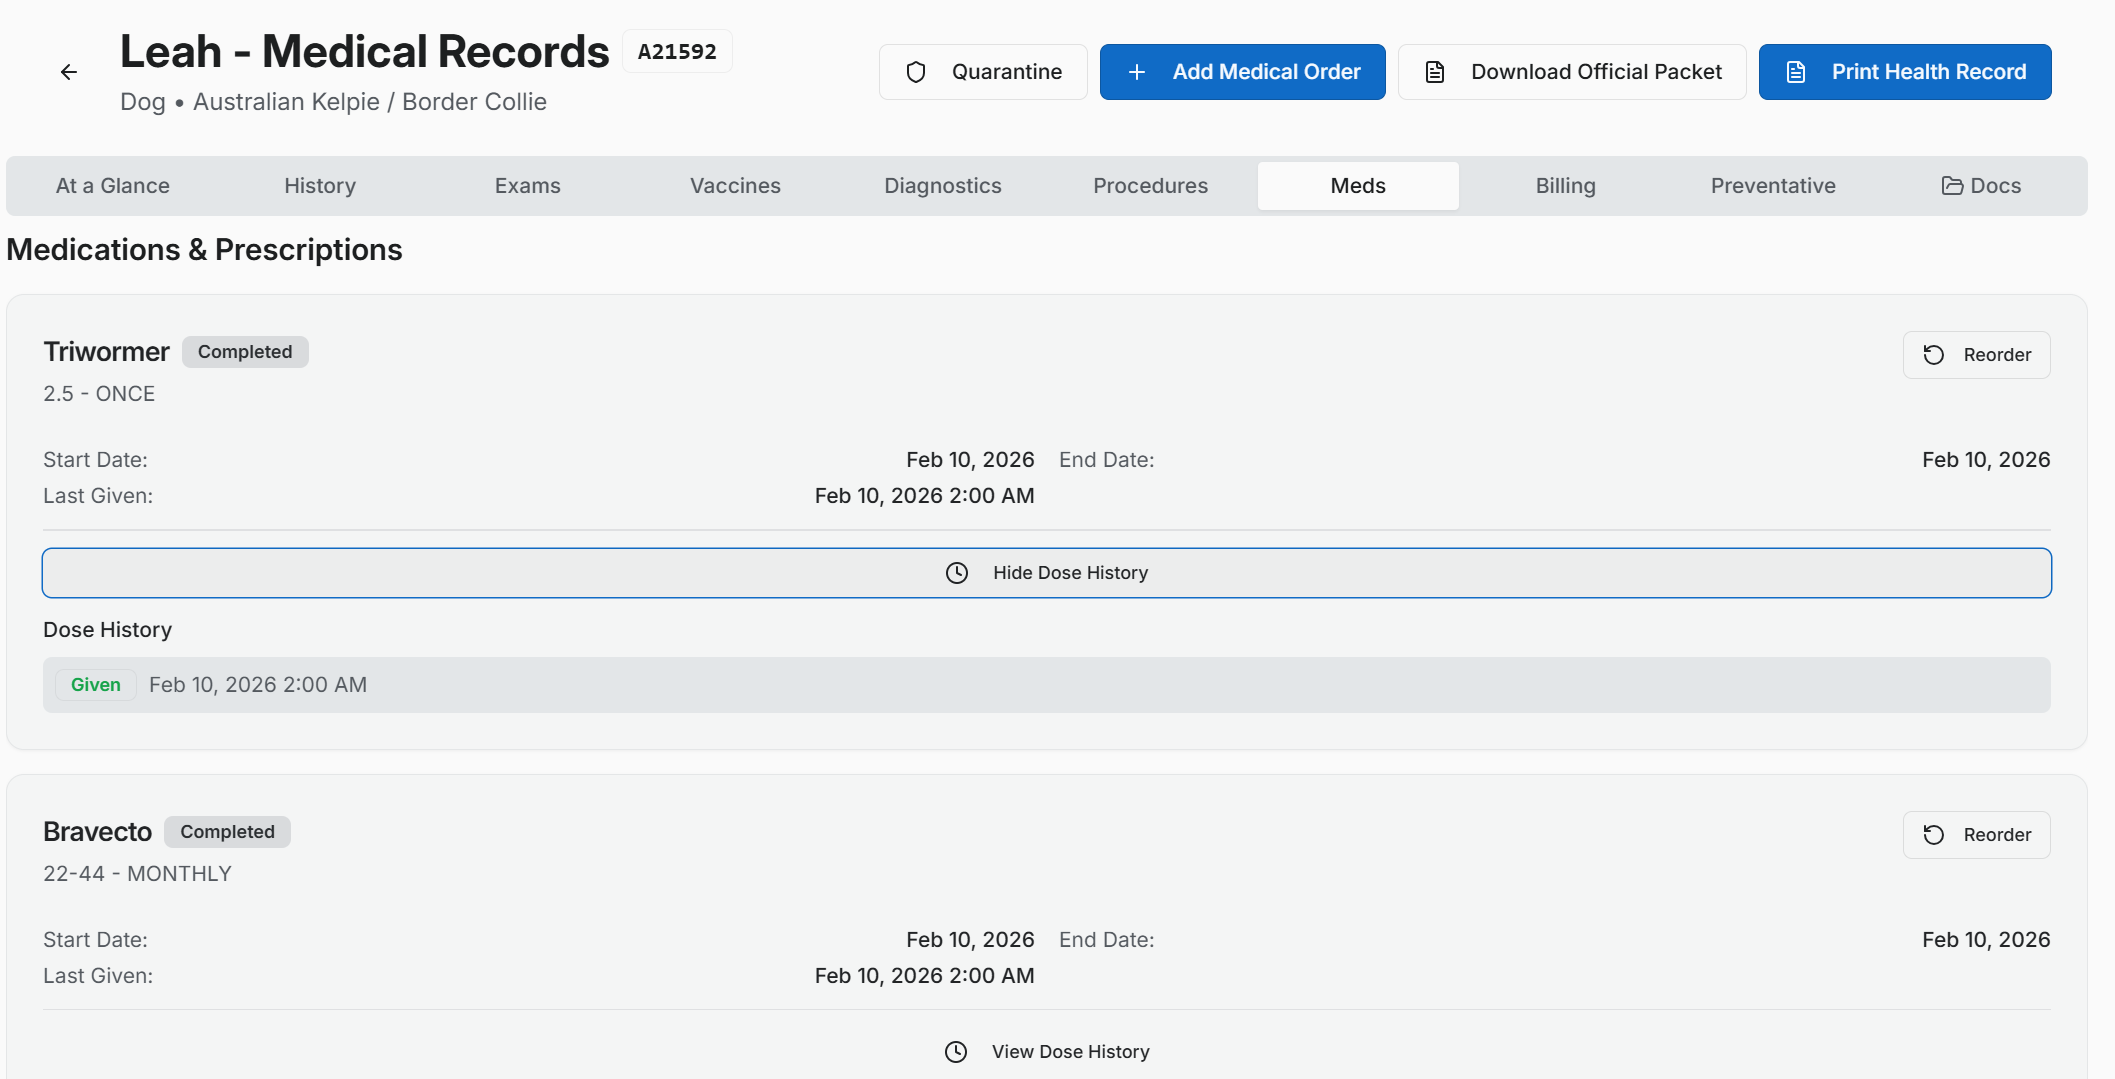 Leah - Medical Records A21592
Dog • Australian Kelpie / Border Collie
Quarantine
Add Medical Order
Download Official Packet
Print Health Record
At a Glance
History
Exams
Vaccines
Diagnostics
Procedures
Meds
Billing
Preventative
Docs
Medications & Prescriptions
Triwormer Completed
Reorder
2.5 - ONCE
Start Date: Feb 10, 2026 End Date: Feb 10, 2026
Last Given: Feb 10, 2026 2:00 AM
Hide Dose History
Dose History
Given Feb 10, 2026 2:00 AM
Bravecto Completed
Reorder
22-44 - MONTHLY
Start Date: Feb 10, 2026 End Date: Feb 10, 2026
Last Given: Feb 10, 2026 2:00 AM
View Dose History